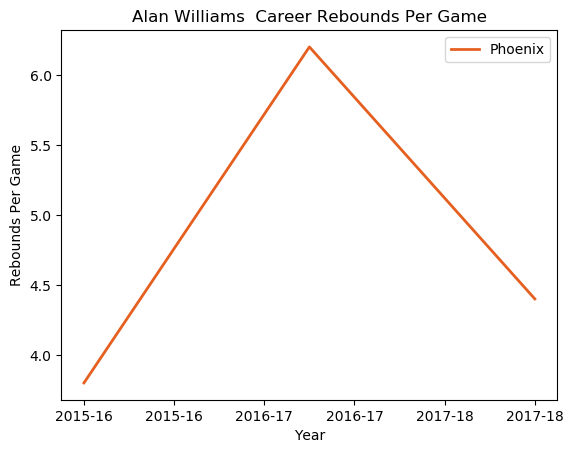 Alan Williams  Career Rebounds Per Game
Phoenix
Rebounds Per Game
6.0
5.5
5.0
4.5
4.0
2015-16 2015-16 2016-17 2016-17 2017-18 2017-18
Year